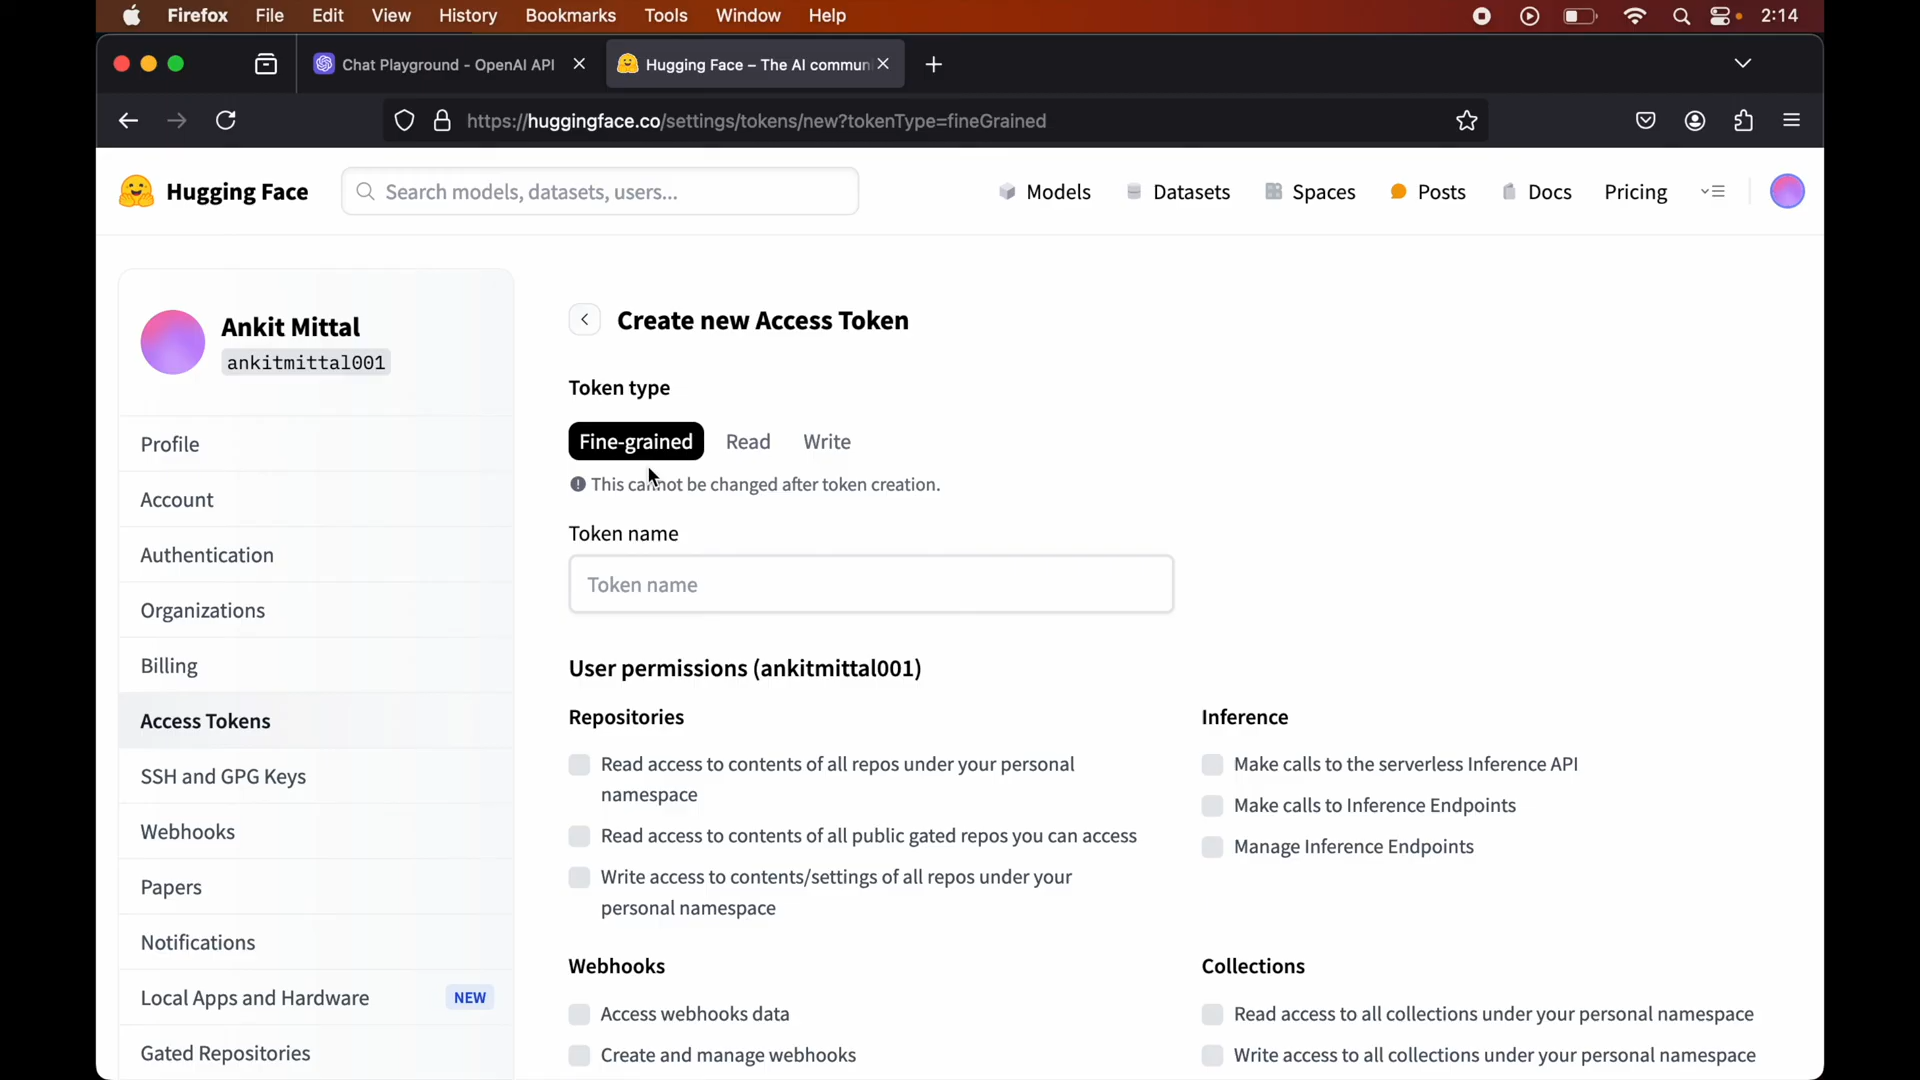 Firefox File Edit View History Bookmarks Tools Window Help 2:14
Chat Playground - OpenAI API
Hugging Face – The AI commun
https://huggingface.co/settings/tokens/new?tokenType=fineGrained
Hugging Face
Search models, datasets, users...
Models Datasets Spaces Posts Docs Pricing
Ankit Mittal
ankitmittal001
Profile
Account
Authentication
Organizations
Billing
Access Tokens
SSH and GPG Keys
Webhooks
Papers
Notifications
Local Apps and Hardware NEW
Gated Repositories
Create new Access Token
Token type
Fine-grained Read Write
This cannot be changed after token creation.
Token name
Token name
User permissions (ankitmittal001)
Repositories
Read access to contents of all repos under your personal
namespace
Read access to contents of all public gated repos you can access
Write access to contents/settings of all repos under your
personal namespace
Inference
Make calls to the serverless Inference API
Make calls to Inference Endpoints
Manage Inference Endpoints
Webhooks
Access webhooks data
Create and manage webhooks
Collections
Read access to all collections under your personal namespace
Write access to all collections under your personal namespace